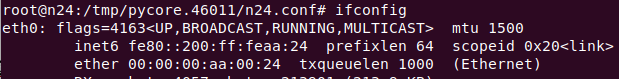 root@n24:/tmp/pycore.46011/n24.conf# ifconfig
eth0: flags=4163<UP,BROADCAST,RUNNING,MULTICAST>  mtu 1500
inet6 fe80::200:ff:feaa:24  prefixlen 64  scopeid 0x20<link>
ether 00:00:00:aa:00:24  txqueuelen 1000  (Ethernet)